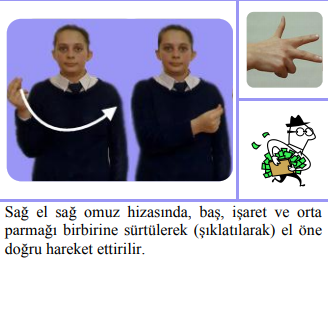 Sağ el sağ omuz hizasında, baş, işaret ve orta
parmağı birbirine sürtülerek (şıklatılarak) el öne
doğru hareket ettirilir.